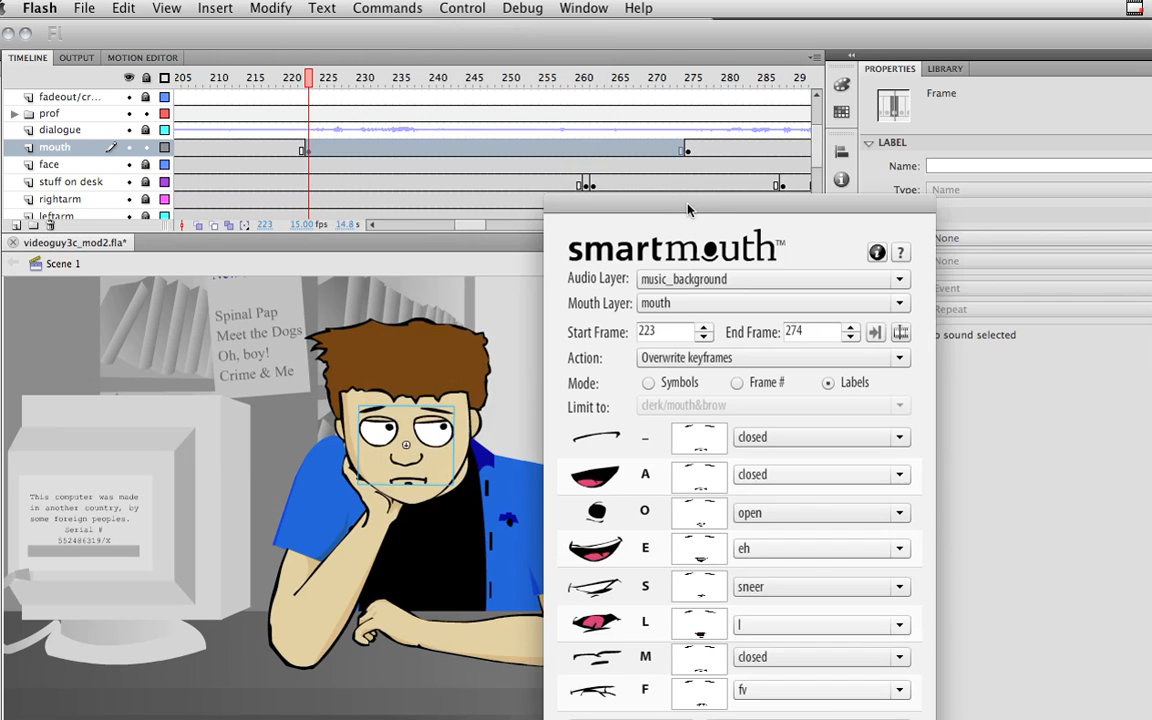 Flash File Edit View Insert Modify Text Commands Control Debug Window Help
Fl
TIMELINE OUTPUT MOTION EDITOR
205 210 215 220 225 230 235 240 245 250 255 260 265 270 275 280 285 29
fadeout/cr...
prof
dialogue
mouth
face
stuff on desk
rightarm
leftarm
223 15.00 fps 14.8 s
videoguy3c_mod2.fla*
Scene 1
PROPERTIES LIBRARY
Frame
LABEL
Name:
Type: Name
None
None
Event
Repeat
o sound selected
smartmouth™
Audio Layer: music_background
Mouth Layer: mouth
Start Frame: 223 End Frame: 274
Action: Overwrite keyframes
Mode: Symbols Frame # Labels
Limit to: clerk/mouth&brow
– closed
A closed
O open
E eh
S sneer
L l
M closed
F fv
Spinal Pap
Meet the Dogs
Oh, boy!
Crime & Me
This computer was made
in another country, by
some foreign peoples.
Serial #
552486319/X